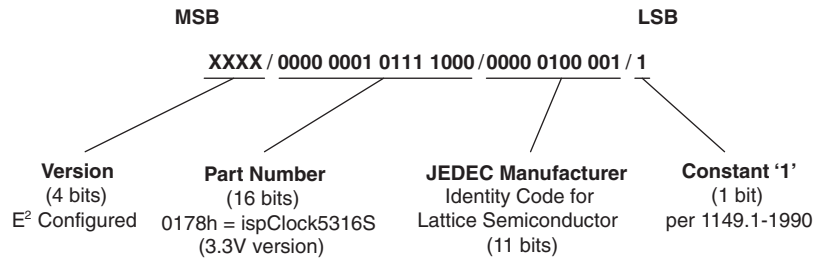 MSB LSB
XXXX / 0000 0001 0111 1000 / 0000 0100 001 / 1
Version
(4 bits)
E² Configured
Part Number
(16 bits)
0178h = ispClock5316S
(3.3V version)
JEDEC Manufacturer
Identity Code for
Lattice Semiconductor
(11 bits)
Constant ‘1’
(1 bit)
per 1149.1-1990